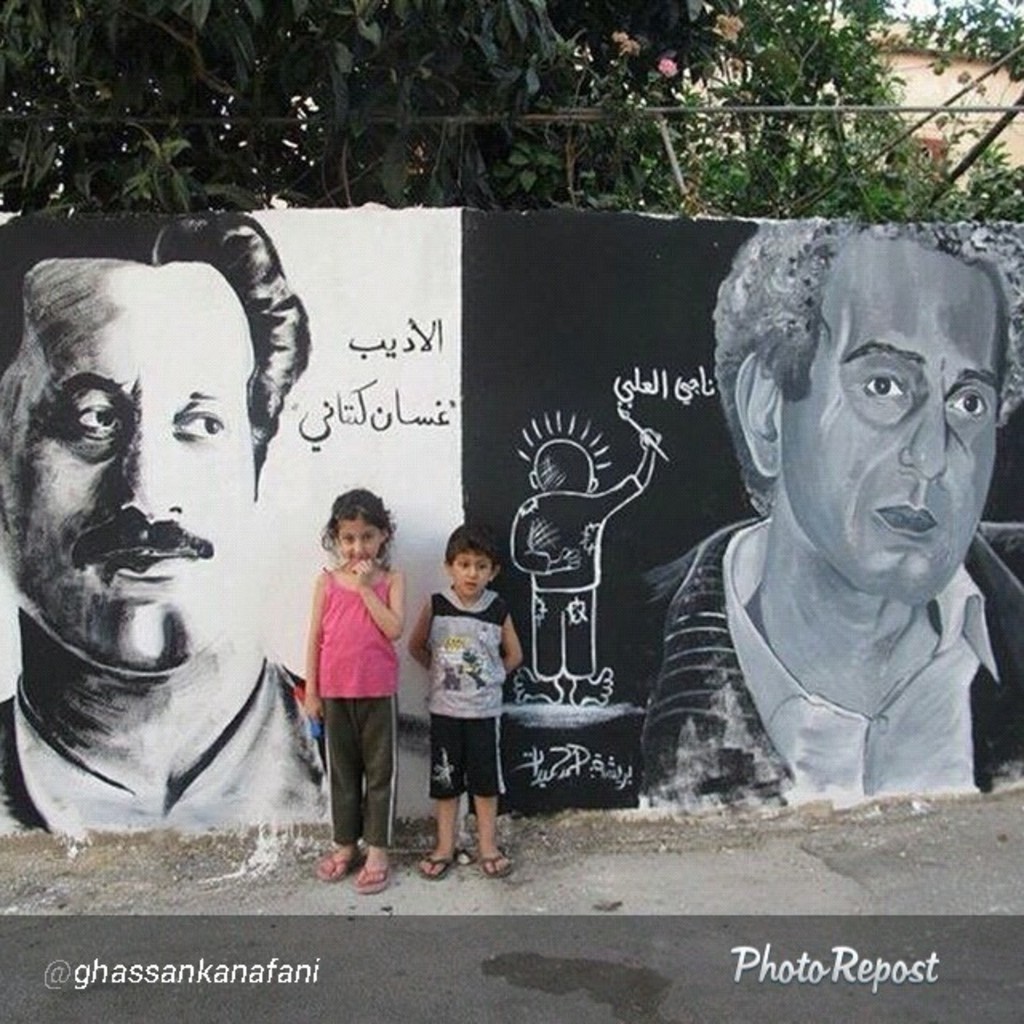 الأديب
"غسان كنفاني"
ناجي العلي
بريشة:
@ghassankanafani
PhotoRepost